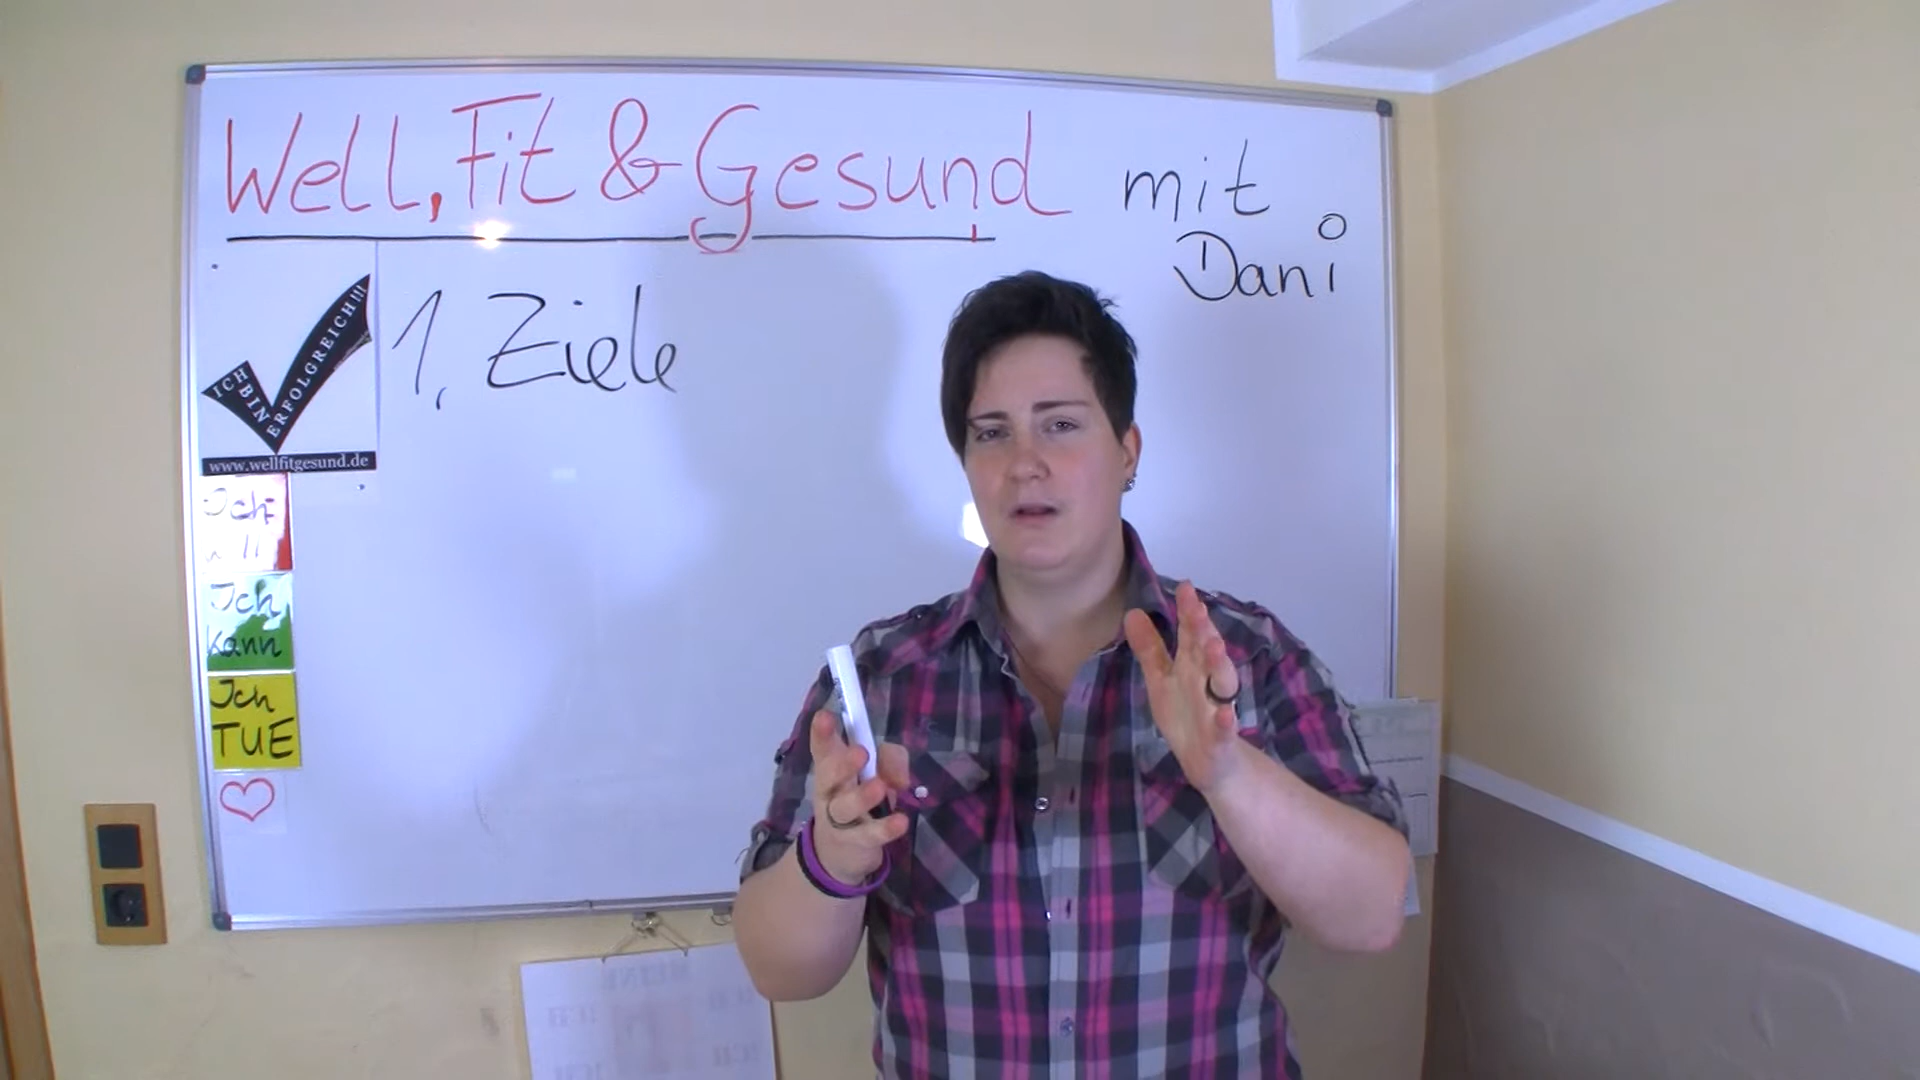 Well, Fit & Gesund mit
Dani
1, Ziele
ICH BIN ERFOLGREICH!!!
www.wellfitgesund.de
Ich
will
Ich
kann
Ich
TUE